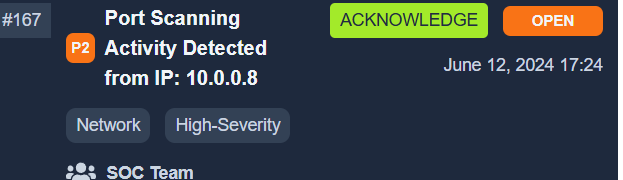 #167
P2
Port Scanning
Activity Detected
from IP: 10.0.0.8
ACKNOWLEDGE
OPEN
June 12, 2024 17:24
Network
High-Severity
SOC Team